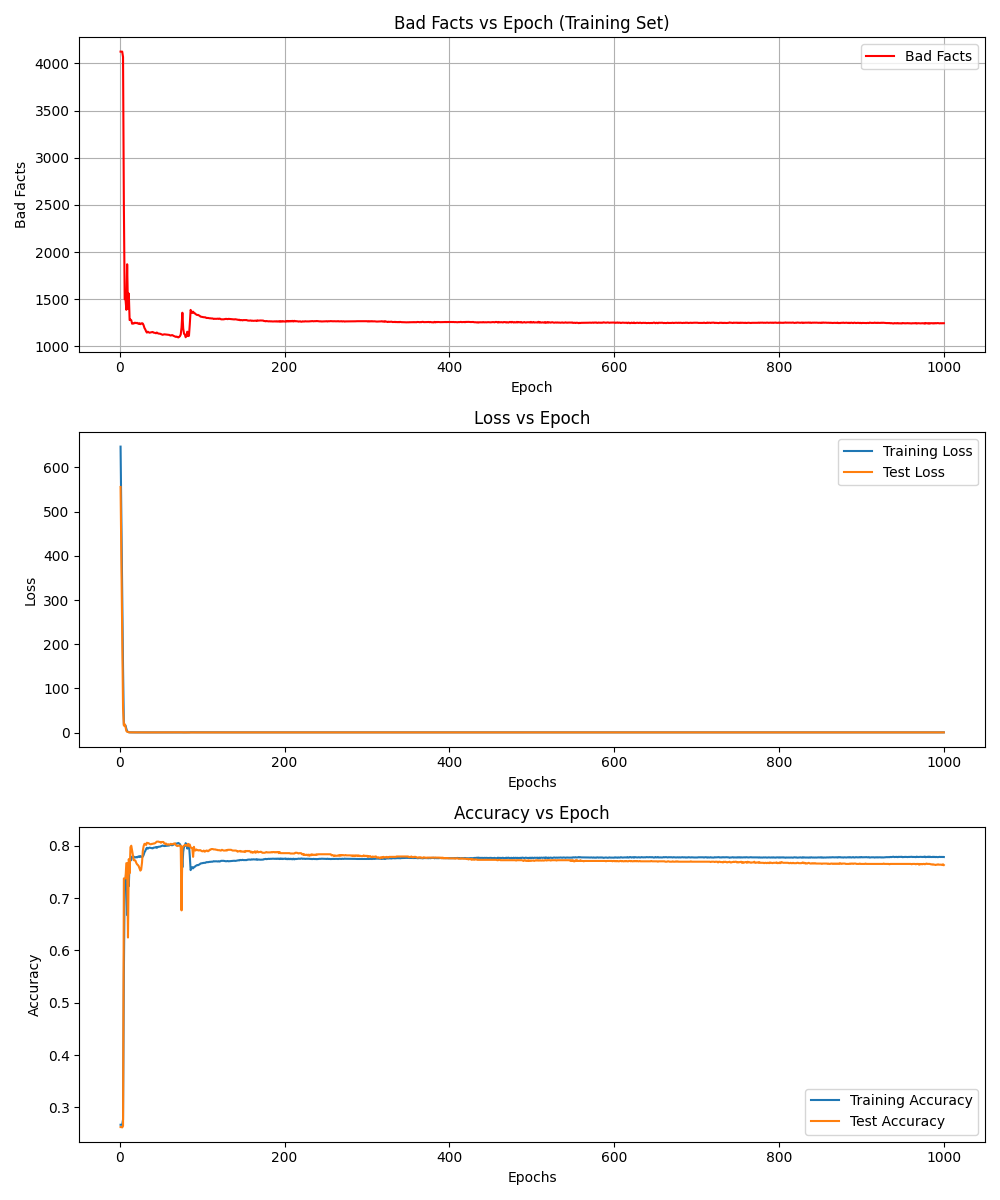 Bad Facts vs Epoch (Training Set)
Bad Facts
4000
3500
3000
2500
2000
1500
1000
Bad Facts
0 200 400 600 800 1000
Epoch
Loss vs Epoch
Training Loss
Test Loss
600
500
400
300
200
100
0
Loss
0 200 400 600 800 1000
Epochs
Accuracy vs Epoch
0.8
0.7
0.6
0.5
0.4
0.3
Accuracy
Training Accuracy
Test Accuracy
0 200 400 600 800 1000
Epochs